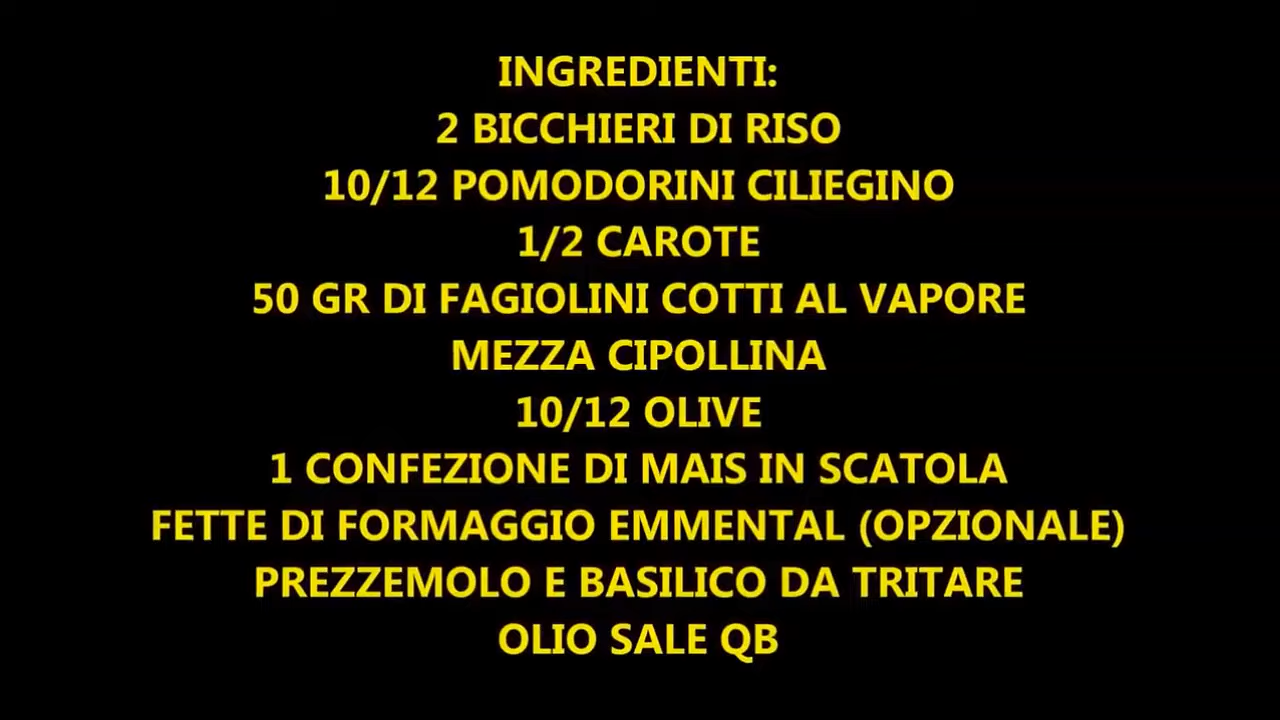 INGREDIENTI:
2 BICCHIERI DI RISO
10/12 POMODORINI CILIEGINO
1/2 CAROTE
50 GR DI FAGIOLINI COTTI AL VAPORE
MEZZA CIPOLLINA
10/12 OLIVE
1 CONFEZIONE DI MAIS IN SCATOLA
FETTE DI FORMAGGIO EMMENTAL (OPZIONALE)
PREZZEMOLO E BASILICO DA TRITARE
OLIO SALE QB